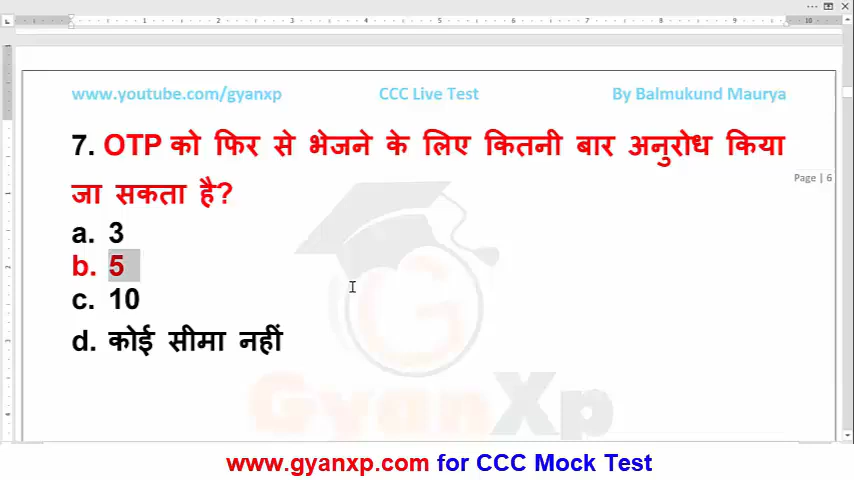 www.youtube.com/gyanxp CCC Live Test By Balmukund Maurya
7. OTP को फिर से भेजने के लिए कितनी बार अनुरोध किया
जा सकता है?
Page | 6
a. 3
b. 5
c. 10
d. कोई सीमा नहीं
GyanXp
www.gyanxp.com for CCC Mock Test